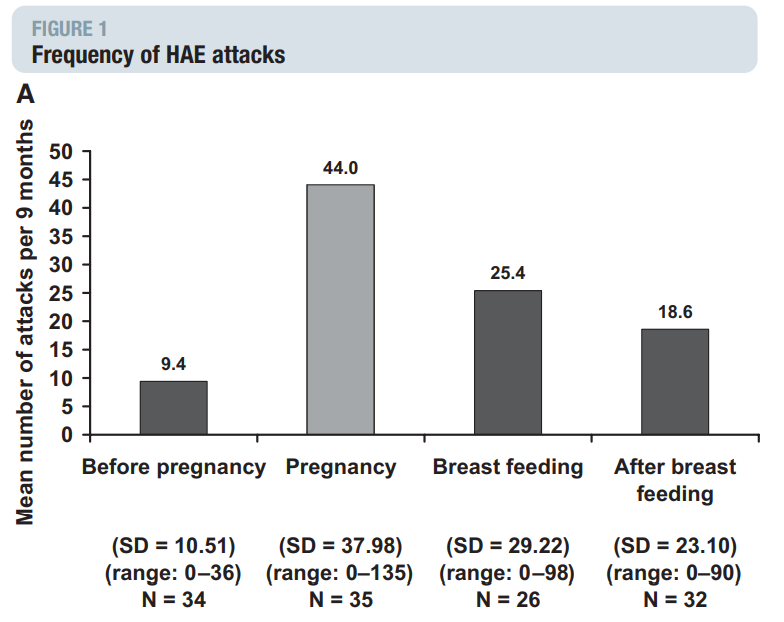 FIGURE 1
Frequency of HAE attacks
A
Mean number of attacks per 9 months
50
45
40
35
30
25
20
15
10
5
0
9.4
44.0
25.4
18.6
Before pregnancy
Pregnancy
Breast feeding
After breast
feeding
(SD = 10.51)
(range: 0–36)
N = 34
(SD = 37.98)
(range: 0–135)
N = 35
(SD = 29.22)
(range: 0–98)
N = 26
(SD = 23.10)
(range: 0–90)
N = 32